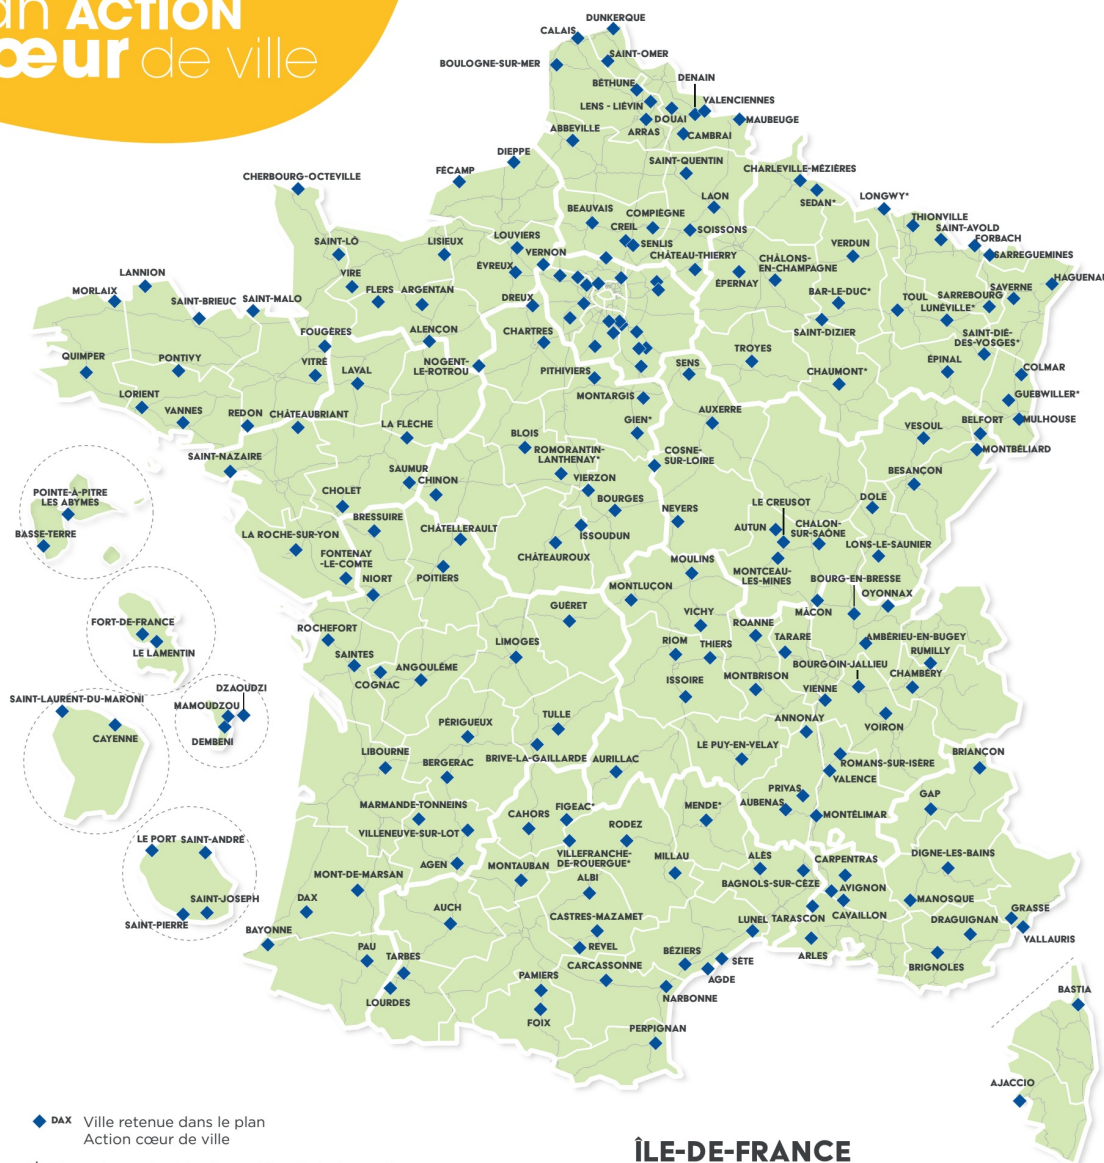 an ACTION
œur de ville
DUNKERQUE
CALAIS
SAINT-OMER
BOULOGNE-SUR-MER
DENAIN
BÉTHUNE
VALENCIENNES
LENS - LIÉVIN
DOUAI
MAUBEUGE
ABBEVILLE
ARRAS
CAMBRAI
DIEPPE
SAINT-QUENTIN
CHARLEVILLE-MÉZIÈRES
FÉCAMP
CHERBOURG-OCTEVILLE
LAON
SEDAN*
LONGWY*
BEAUVAIS
COMPIÈGNE
THIONVILLE
CREIL
SOISSONS
SAINT-AVOLD
LOUVIERS
FORBACH
SAINT-LÔ
LISIEUX
SENLIS
VERDUN
VERNON
CHÂTEAU-THIERRY
CHÂLONS-
EN-CHAMPAGNE
SARREGUEMINES
ÉVREUX
LANNION
VIRE
ÉPERNAY
HAGUENAU
MORLAIX
FLERS
ARGENTAN
BAR-LE-DUC*
SAVERNE
SAINT-BRIEUC
SAINT-MALO
DREUX
TOUL
SARREBOURG
LUNÉVILLE*
FOUGÈRES
ALENÇON
CHARTRES
SAINT-DIZIER
SAINT-DIÉ-
DES-VOSGES*
QUIMPER
PONTIVY
VITRÉ
LAVAL
NOGENT-
LE-ROTROU
PITHIVIERS
SENS
TROYES
CHAUMONT*
ÉPINAL
COLMAR
LORIENT
MONTARGIS
GUEBWILLER*
VANNES
REDON
CHÂTEAUBRIANT
LA FLÈCHE
GIEN*
AUXERRE
VESOUL
BELFORT
MULHOUSE
BLOIS
MONTBÉLIARD
SAINT-NAZAIRE
ROMORANTIN-
LANTHENAY*
COSNE-
SUR-LOIRE
SAUMUR
CHINON
VIERZON
BESANÇON
POINTE-À-PITRE
LES ABYMES
CHOLET
BOURGES
LE CREUSOT
DOLE
BRESSUIRE
NEVERS
BASSE-TERRE
LA ROCHE-SUR-YON
CHÂTELLERAULT
ISSOUDUN
AUTUN
CHALON-
SUR-SAÔNE
LONS-LE-SAUNIER
FONTENAY
-LE-COMTE
CHÂTEAUROUX
MOULINS
MONTCEAU-
LES-MINES
NIORT
POITIERS
MONTLUÇON
BOURG-EN-BRESSE
OYONNAX
GUÉRET
VICHY
MÂCON
FORT-DE-FRANCE
ROCHEFORT
ROANNE
TARARE
AMBÉRIEU-EN-BUGEY
LE LAMENTIN
SAINTES
LIMOGES
RIOM
THIERS
RUMILLY
BOURGOIN-JALLIEU
ANGOULÊME
COGNAC
ISSOIRE
MONTBRISON
VIENNE
CHAMBÉRY
DZAOUDZI
SAINT-LAURENT-DU-MARONI
MAMOUDZOU
CAYENNE
DEMBENI
PÉRIGUEUX
TULLE
ANNONAY
VOIRON
LIBOURNE
BERGERAC
BRIVE-LA-GAILLARDE
AURILLAC
LE PUY-EN-VELAY
ROMANS-SUR-ISÈRE
VALENCE
BRIANÇON
PRIVAS
GAP
MARMANDE-TONNEINS
CAHORS
FIGEAC*
MENDE*
AUBENAS
MONTÉLIMAR
VILLENEUVE-SUR-LOT
RODEZ
LE PORT
SAINT-ANDRÉ
AGEN
MONTAUBAN
VILLEFRANCHE-
DE-ROUERGUE*
MILLAU
ALÈS
CARPENTRAS
DIGNE-LES-BAINS
MONT-DE-MARSAN
ALBI
BAGNOLS-SUR-CÈZE
AVIGNON
SAINT-JOSEPH
DAX
AUCH
MANOSQUE
GRASSE
SAINT-PIERRE
CASTRES-MAZAMET
LUNEL
TARASCON
CAVAILLON
DRAGUIGNAN
BAYONNE
VALLAURIS
PAU
TARBES
REVEL
BÉZIERS
SÈTE
ARLES
BRIGNOLES
CARCASSONNE
AGDE
PAMIERS
NARBONNE
LOURDES
BASTIA
FOIX
PERPIGNAN
AJACCIO
DAX Ville retenue dans le plan
Action cœur de ville
ÎLE-DE-FRANCE